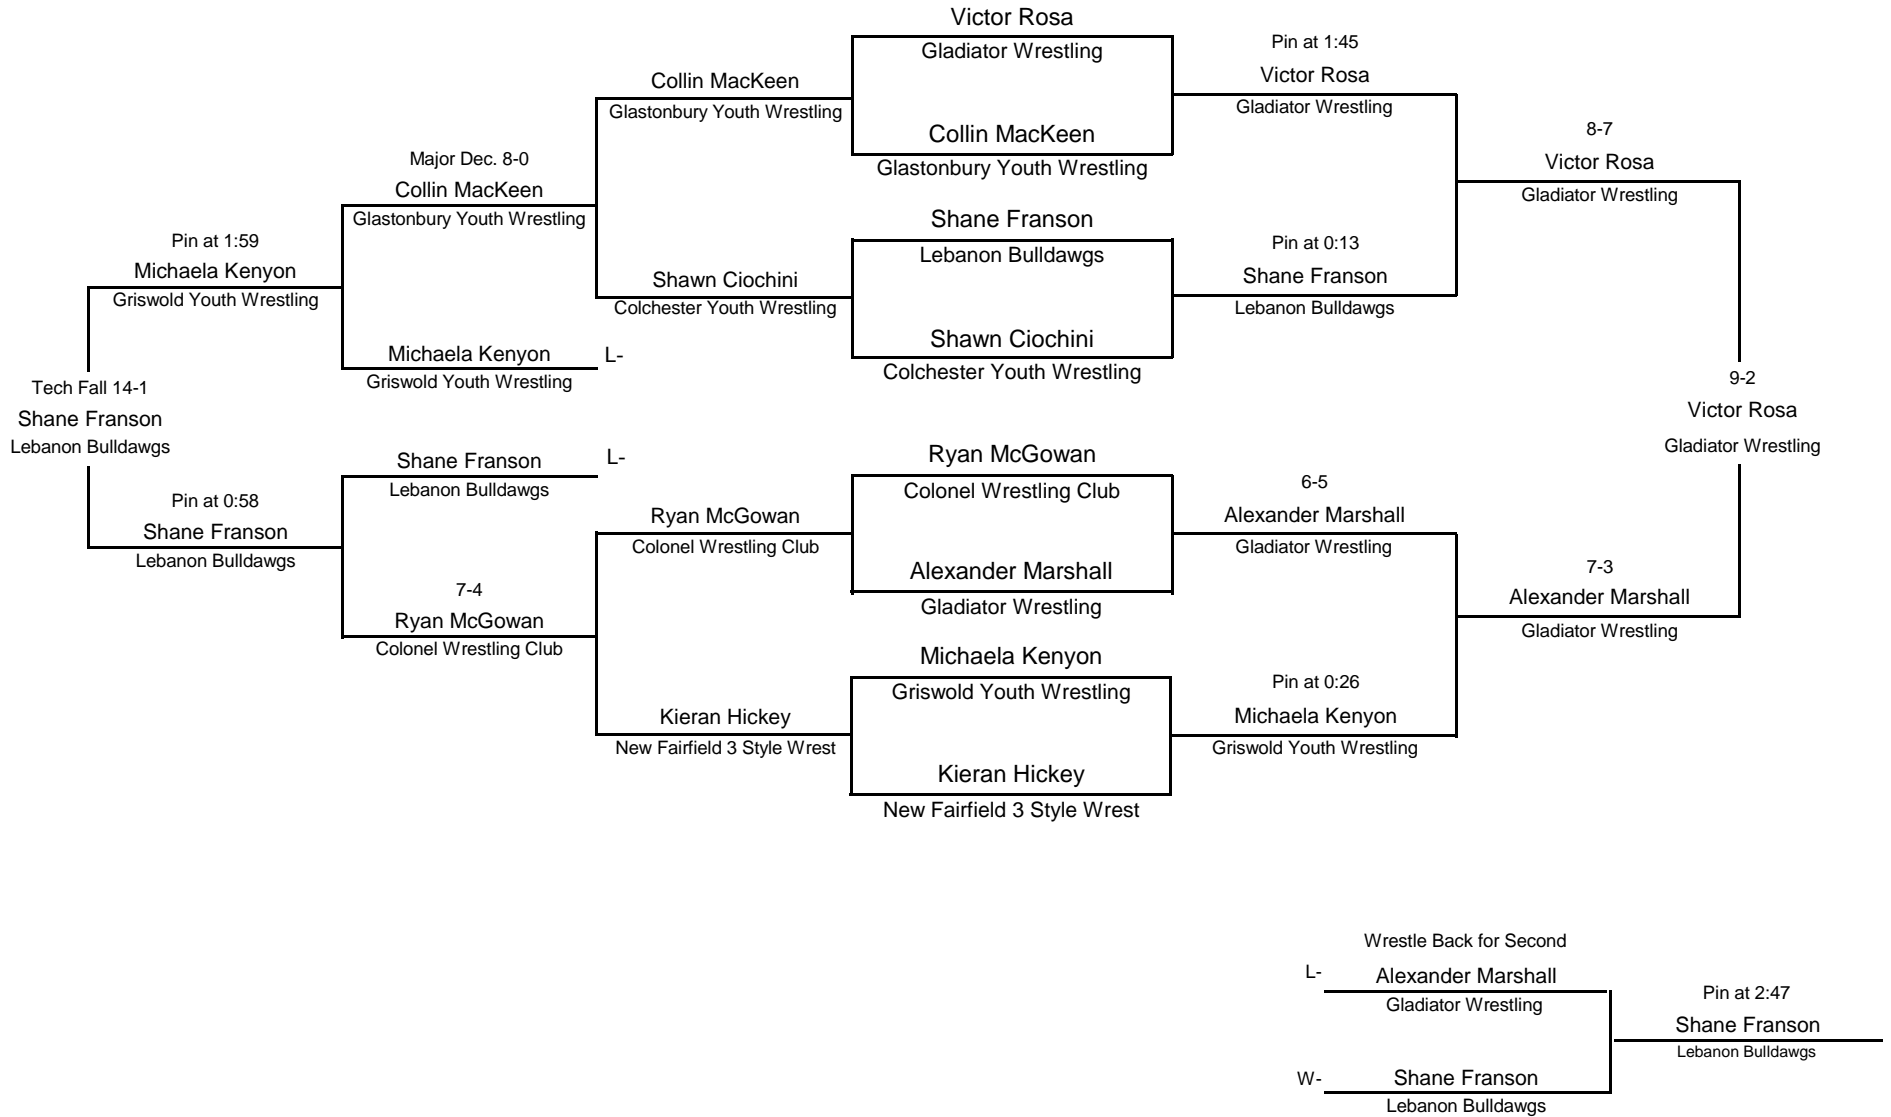 Victor Rosa
Gladiator Wrestling
Pin at 1:45
Victor Rosa
Gladiator Wrestling
Collin MacKeen
Glastonbury Youth Wrestling
Collin MacKeen
Glastonbury Youth Wrestling
8-7
Victor Rosa
Gladiator Wrestling
Major Dec. 8-0
Collin MacKeen
Glastonbury Youth Wrestling
Shane Franson
Lebanon Bulldawgs
Pin at 0:13
Shane Franson
Lebanon Bulldawgs
Pin at 1:59
Michaela Kenyon
Griswold Youth Wrestling
Shawn Ciochini
Colchester Youth Wrestling
Shawn Ciochini
Colchester Youth Wrestling
Michaela Kenyon
L-
Griswold Youth Wrestling
Tech Fall 14-1
Shane Franson
Lebanon Bulldawgs
9-2
Victor Rosa
Gladiator Wrestling
Shane Franson
L-
Lebanon Bulldawgs
Ryan McGowan
Colonel Wrestling Club
6-5
Alexander Marshall
Gladiator Wrestling
Pin at 0:58
Shane Franson
Lebanon Bulldawgs
Ryan McGowan
Colonel Wrestling Club
Alexander Marshall
Gladiator Wrestling
7-3
Alexander Marshall
Gladiator Wrestling
7-4
Ryan McGowan
Colonel Wrestling Club
Michaela Kenyon
Griswold Youth Wrestling
Pin at 0:26
Michaela Kenyon
Griswold Youth Wrestling
Kieran Hickey
New Fairfield 3 Style Wrest
Kieran Hickey
New Fairfield 3 Style Wrest
Wrestle Back for Second
L-
Alexander Marshall
Gladiator Wrestling
Pin at 2:47
Shane Franson
Lebanon Bulldawgs
W-
Shane Franson
Lebanon Bulldawgs